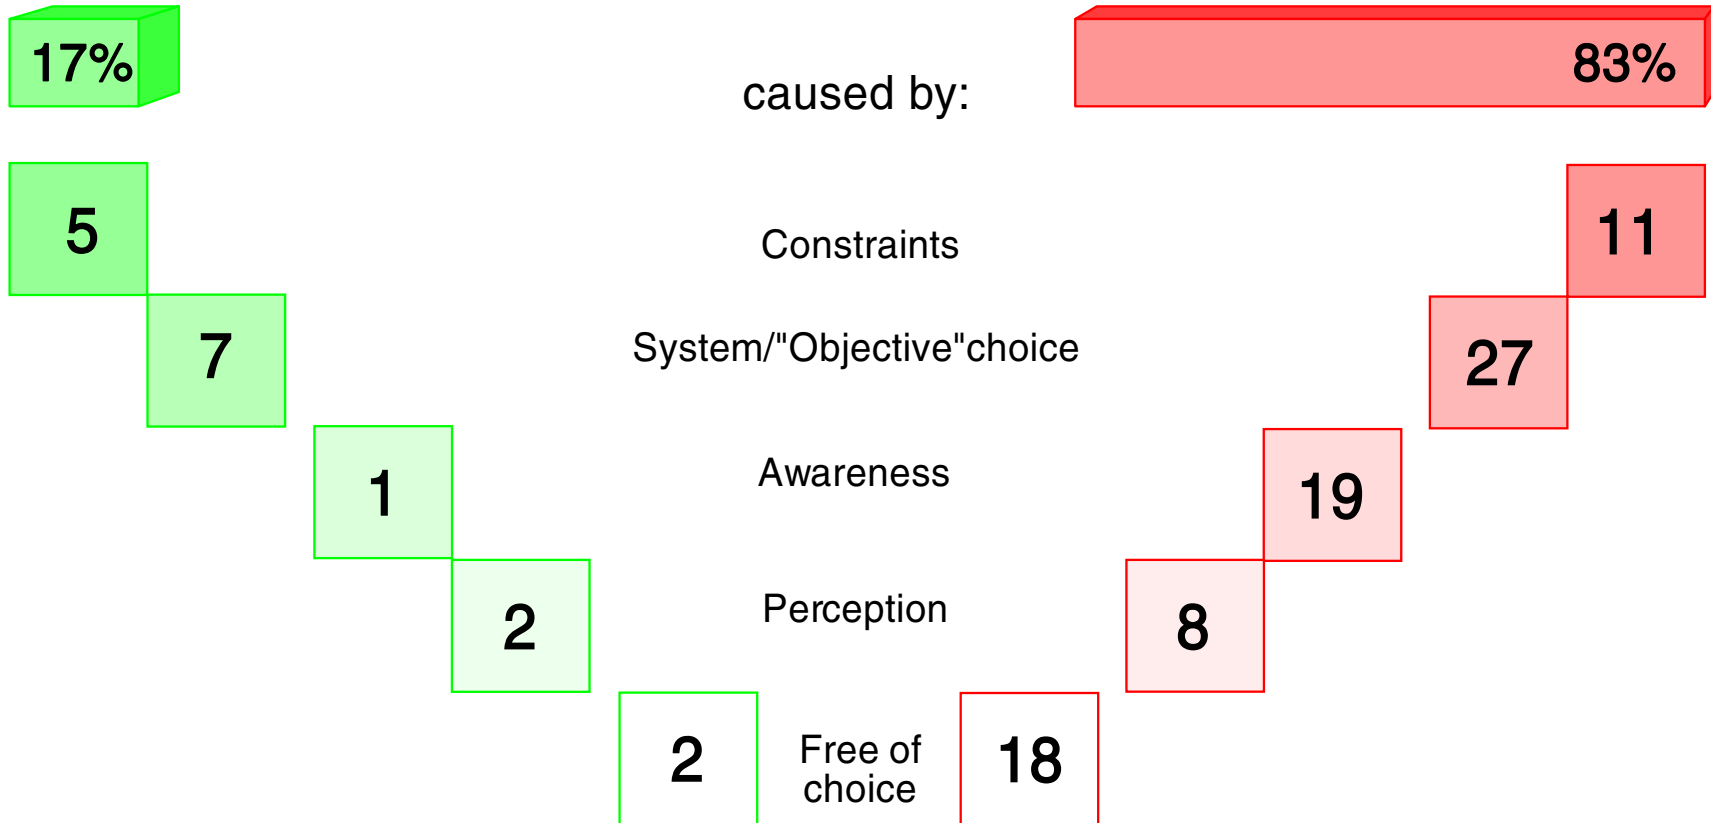 17%
caused by:
83%
5
Constraints
11
7
System/"Objective"choice
27
1
Awareness
19
2
Perception
8
2
Free of
choice
18